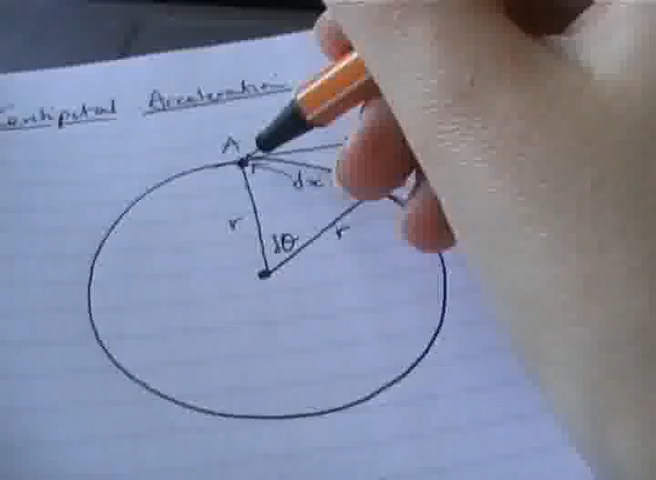 Centripetal Acceleration
A
dx
r
dθ
r